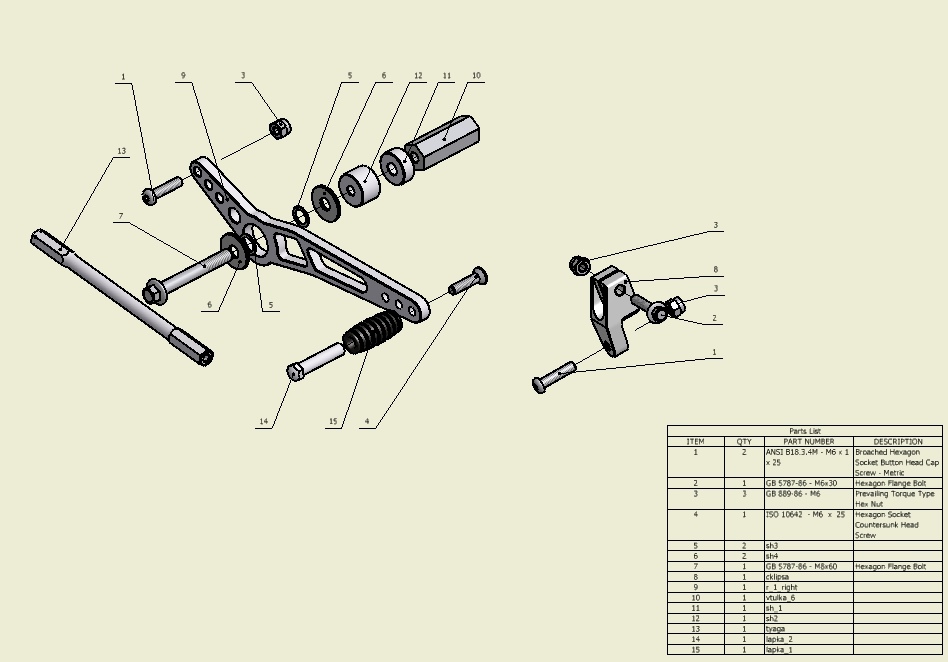 1 9 3 5 6 12 11 10
13
7
6 5
14 15 4
3
8
3
2
1
Parts List
ITEM QTY PART NUMBER DESCRIPTION
1 2 ANSI B18.3.4M - M6 x 1 Broached Hexagon
x 25 Socket Button Head Cap
Screw - Metric
2 1 GB 5787-86 - M6x30 Hexagon Flange Bolt
3 3 GB 889-86 - M6 Prevailing Torque Type
Hex Nut
4 1 ISO 10642 - M6 x 25 Hexagon Socket
Countersunk Head
Screw
5 2 sh3
6 2 sh4
7 1 GB 5787-86 - M8x60 Hexagon Flange Bolt
8 1 cklipsa
9 1 r_1_right
10 1 vtulka_6
11 1 sh_1
12 1 sh2
13 1 tyaga
14 1 lapka_2
15 1 lapka_1